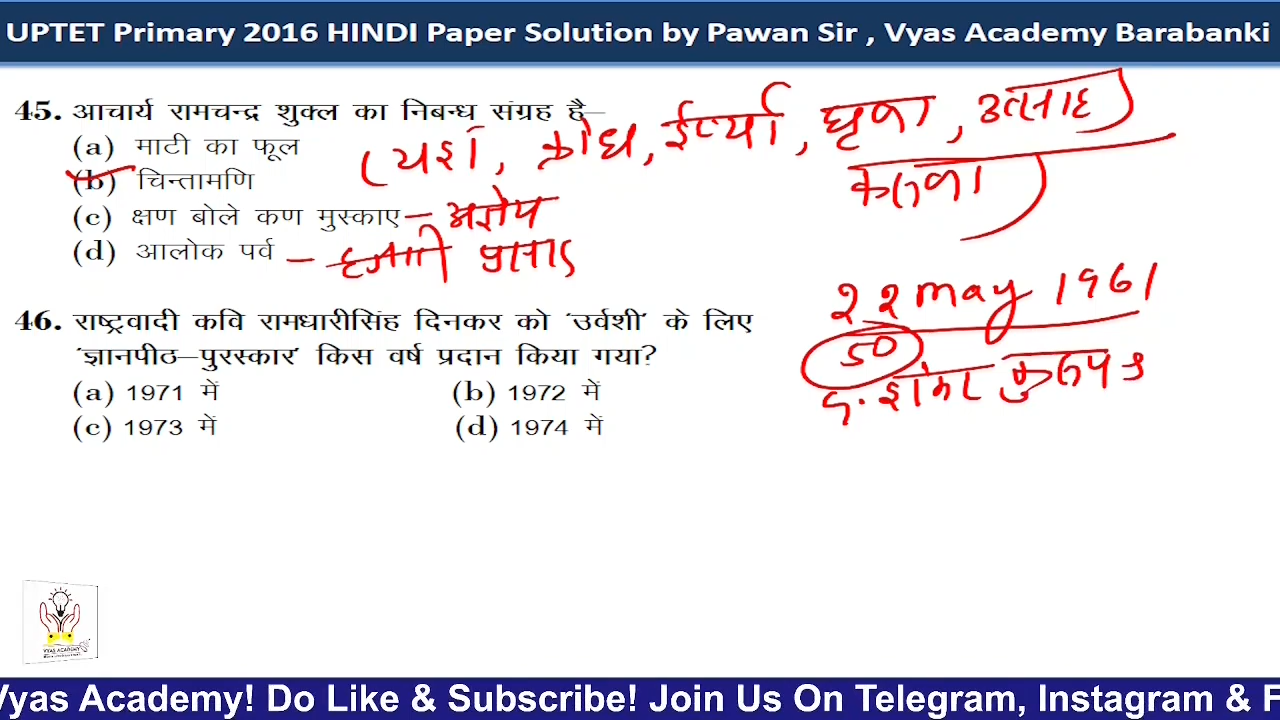 UPTET Primary 2016 HINDI Paper Solution by Pawan Sir , Vyas Academy Barabanki
45. आचार्य रामचन्द्र शुक्ल का निबन्ध संग्रह है–
(a) माटी का फूल
(b) चिन्तामणि
(c) क्षण बोले कण मुस्काए – अज्ञेय
(d) आलोक पर्व – हजारी प्रसाद
क्रोध, ईर्ष्या, घृणा, उत्साह)
22 may 1961
50
46. राष्ट्रवादी कवि रामधारीसिंह दिनकर को 'उर्वशी' के लिए
'ज्ञानपीठ–पुरस्कार' किस वर्ष प्रदान किया गया?
(a) 1971 में
(b) 1972 में
(c) 1973 में
(d) 1974 में
VYAS ACADEMY
Vyas Academy! Do Like & Subscribe! Join Us On Telegram, Instagram & F